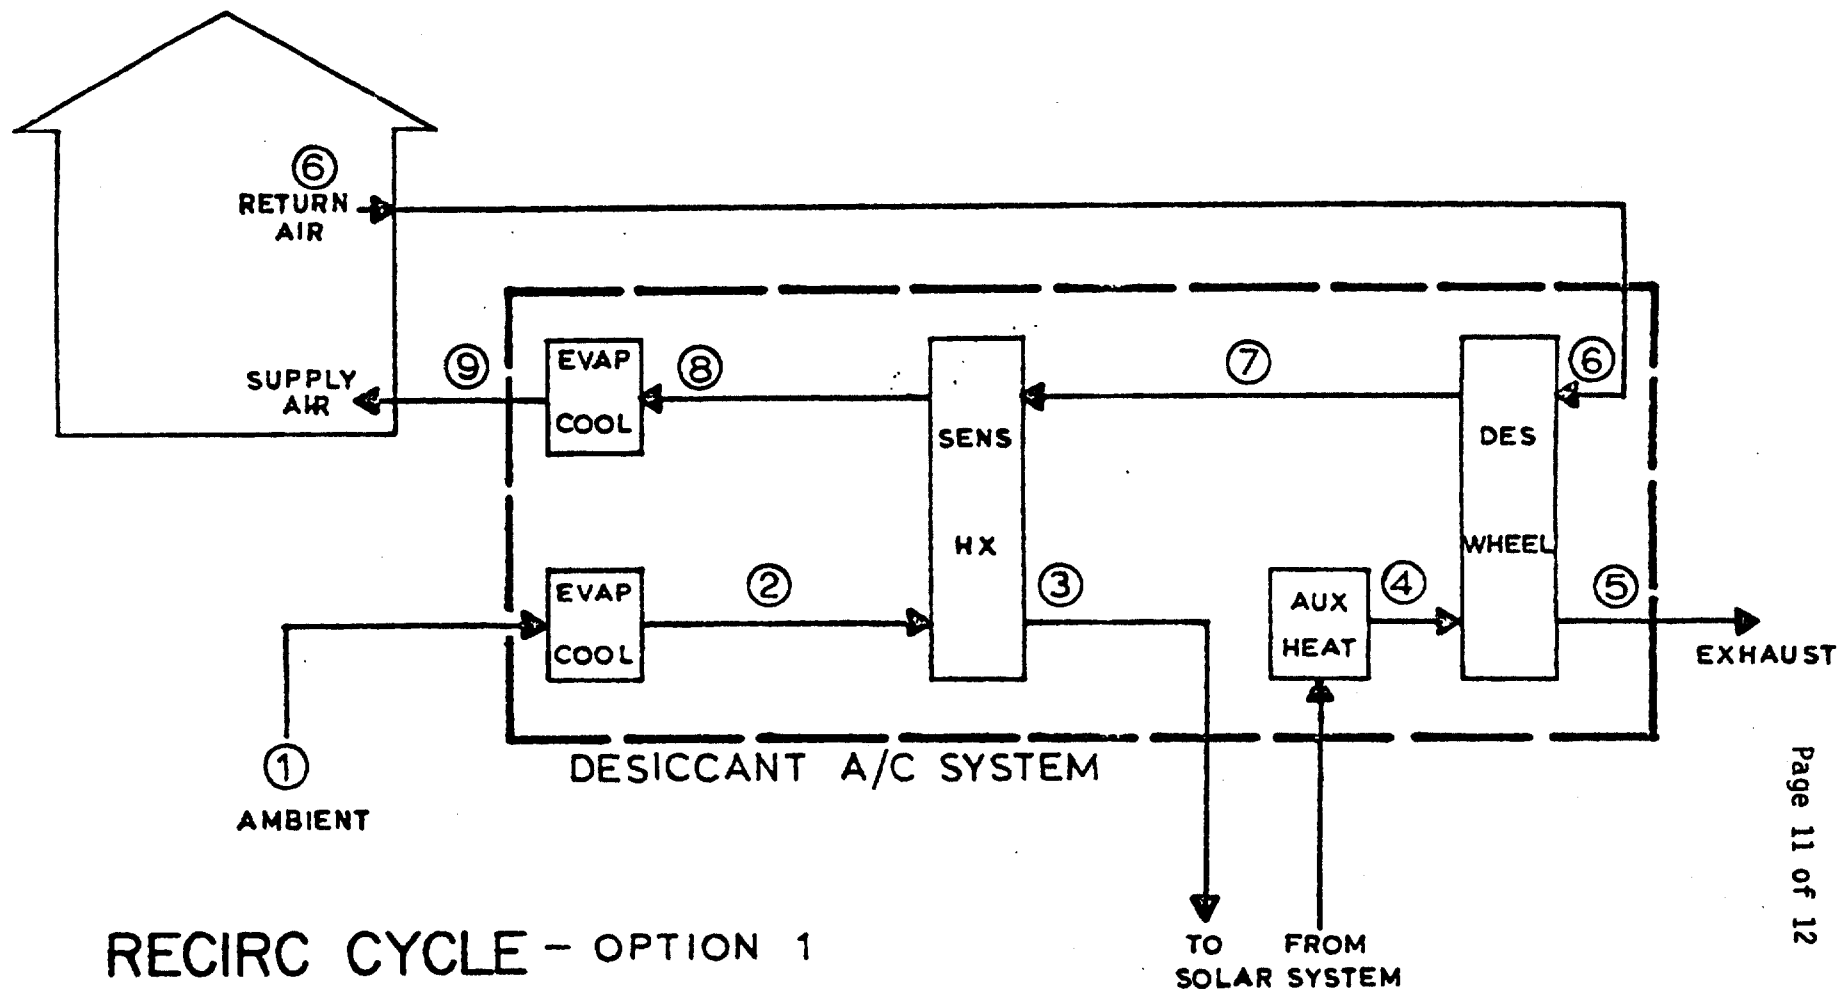 ⑥
RETURN
AIR
⑨
EVAP
COOL
⑧
SENS
HX
⑦
DES
WHEEL
⑥
SUPPLY
AIR
EVAP
COOL
②
③
AUX
HEAT
④
⑤
EXHAUST
①
AMBIENT
DESICCANT A/C SYSTEM
TO FROM
SOLAR SYSTEM
RECIRC CYCLE - OPTION 1
Page 11 of 12